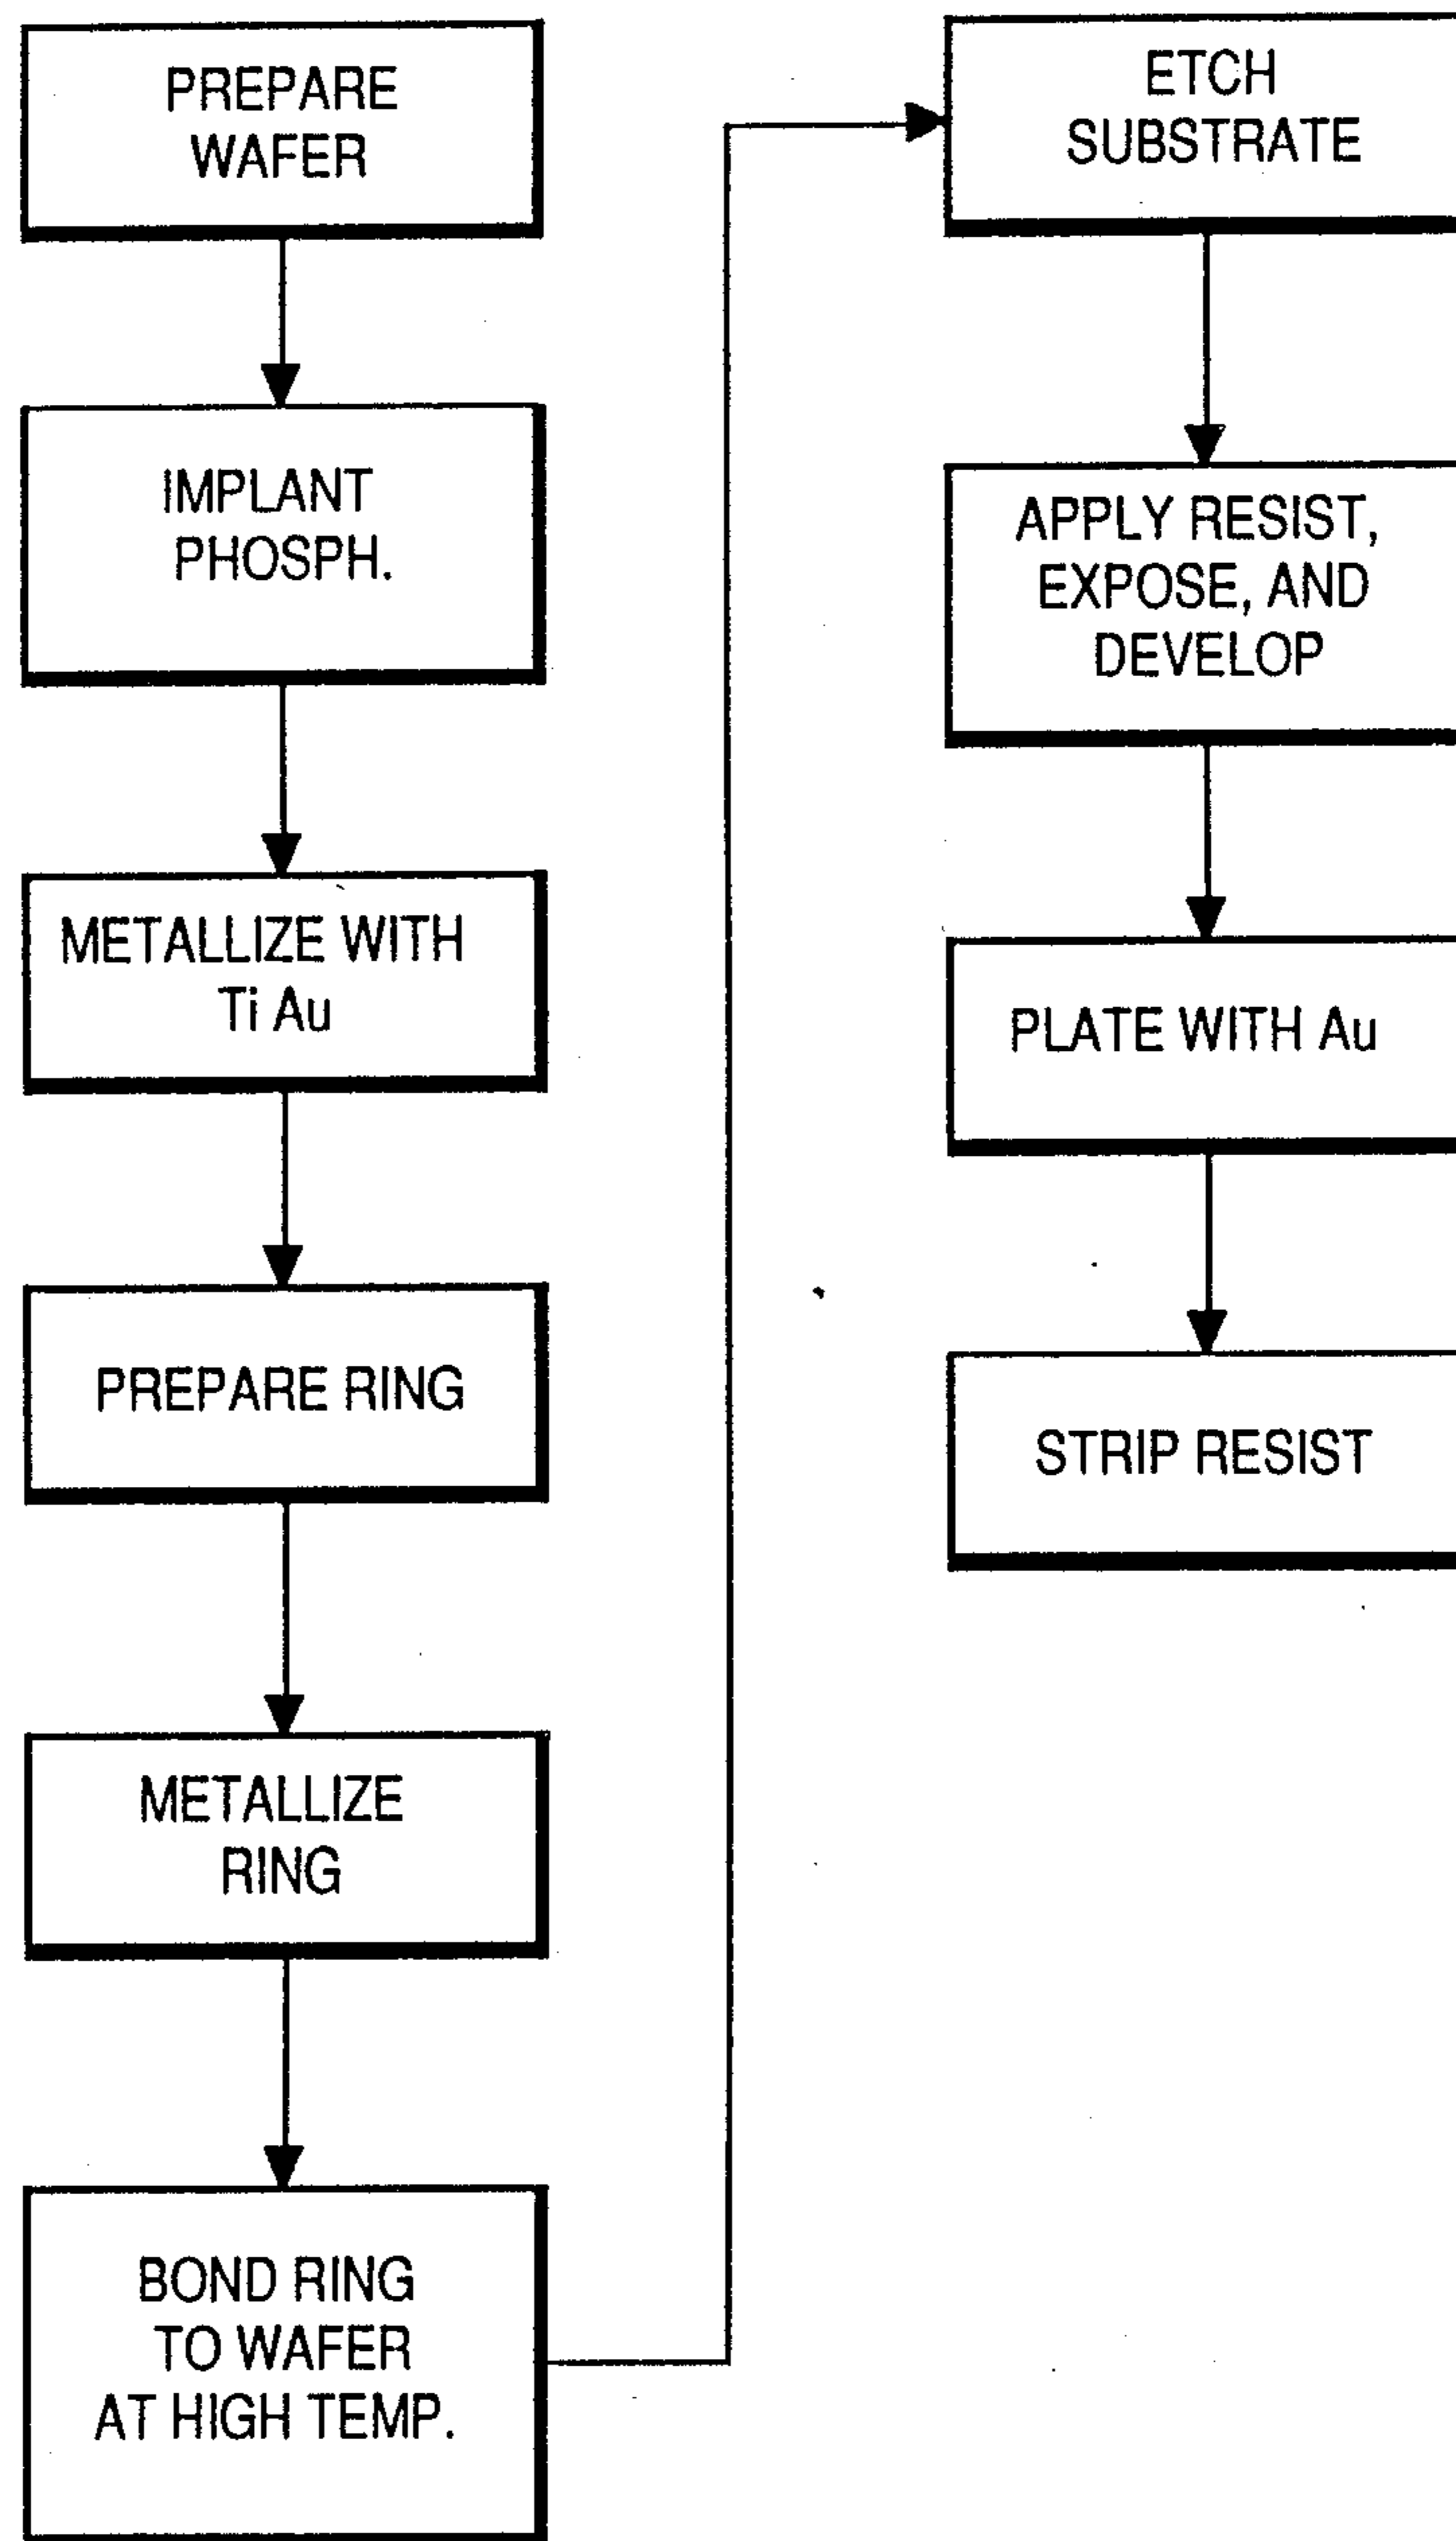 PREPARE
WAFER
IMPLANT
PHOSPH.
METALLIZE WITH
Ti Au
PREPARE RING
METALLIZE
RING
BOND RING
TO WAFER
AT HIGH TEMP.
ETCH
SUBSTRATE
APPLY RESIST,
EXPOSE, AND
DEVELOP
PLATE WITH Au
STRIP RESIST